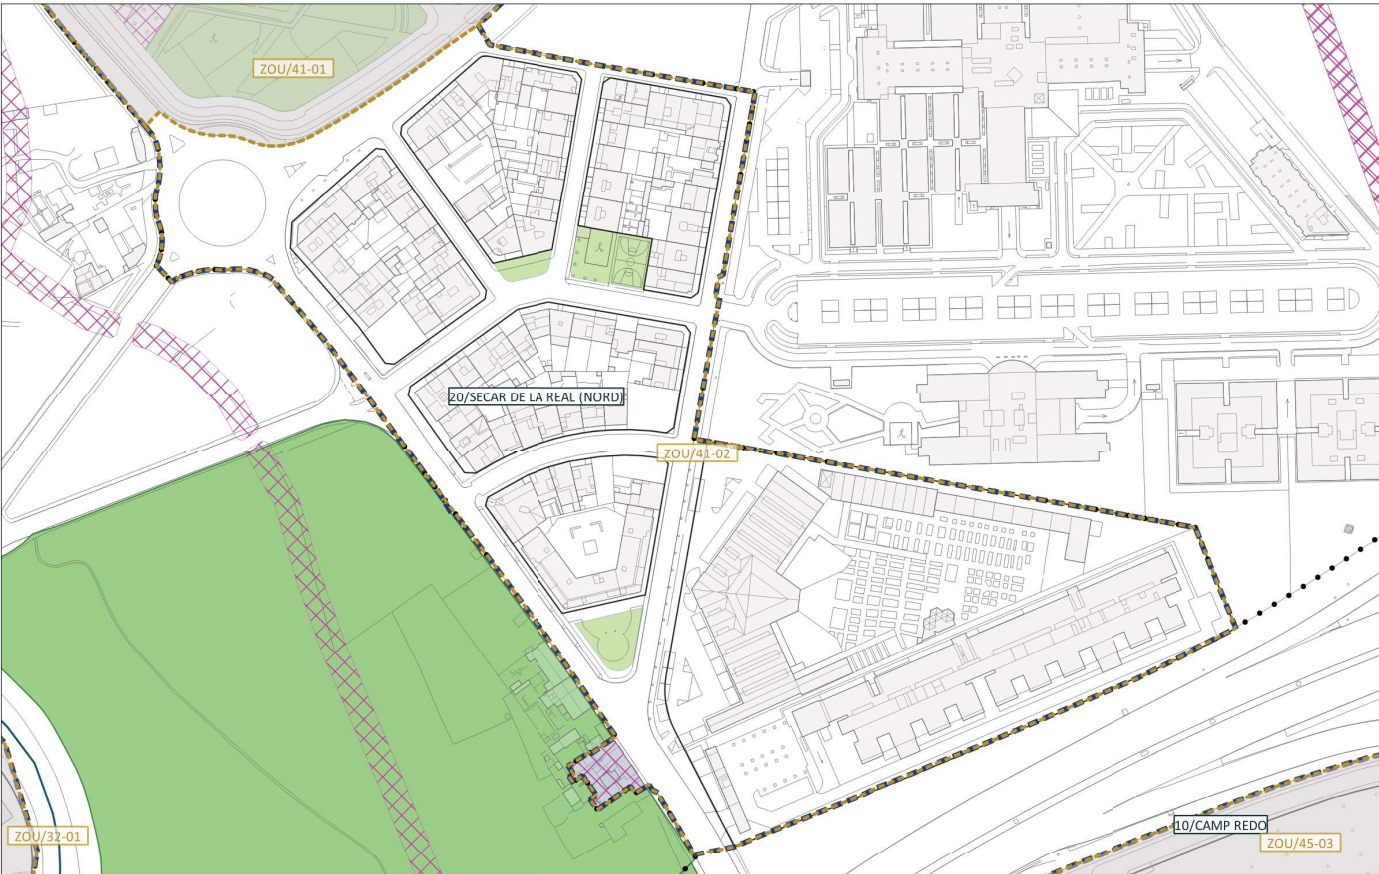 ZOU/41-01
20/SECAR DE LA REAL (NORD)
ZOU/41-02
ZOU/32-01
10/CAMP REDO
ZOU/45-03